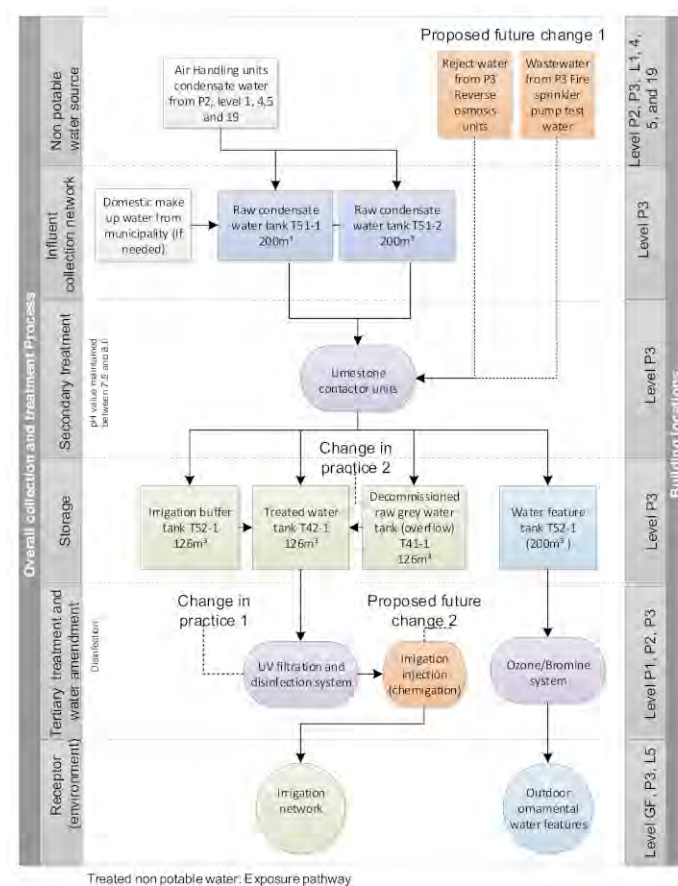 Proposed future change 1
Non potable
water source
Air Handling units
condensate water
from P2, level 1, 4,5
and 19
Reject water
from P3
Reverse
osmosis
units
Wastewater
from P3 Fire
sprinkler
pump test
water
Level P2, P3, L1, 4,
5, and 19
Influent
collection network
Domestic make
up water from
municipality (if
needed)
Raw condensate
water tank T51-1
200m³
Raw condensate
water tank T51-2
200m³
Level P3
Overall collection and treatment Process
Building locations
Secondary treatment
pH value maintained
between 7.5 and 8.0
Limestone
contactor units
Level P3
Change in
practice 2
Storage
Irrigation buffer
tank T52-1
126m³
Treated water
tank T42-1
126m³
Decommissioned
raw grey water
tank (overflow)
T41-1
126m³
Water feature
tank T52-1
(200m³ )
Level P3
Tertiary treatment and
water amendment
Disinfection
Change in
practice 1
Proposed future
change 2
UV filtration and
disinfection system
Irrigation
injection
(chemigation)
Ozone/Bromine
system
Level P1, P2, P3
Receptor
(environment)
Irrigation
network
Outdoor
ornamental
water features
Level GF, P3, L5
Treated non potable water: Exposure pathway